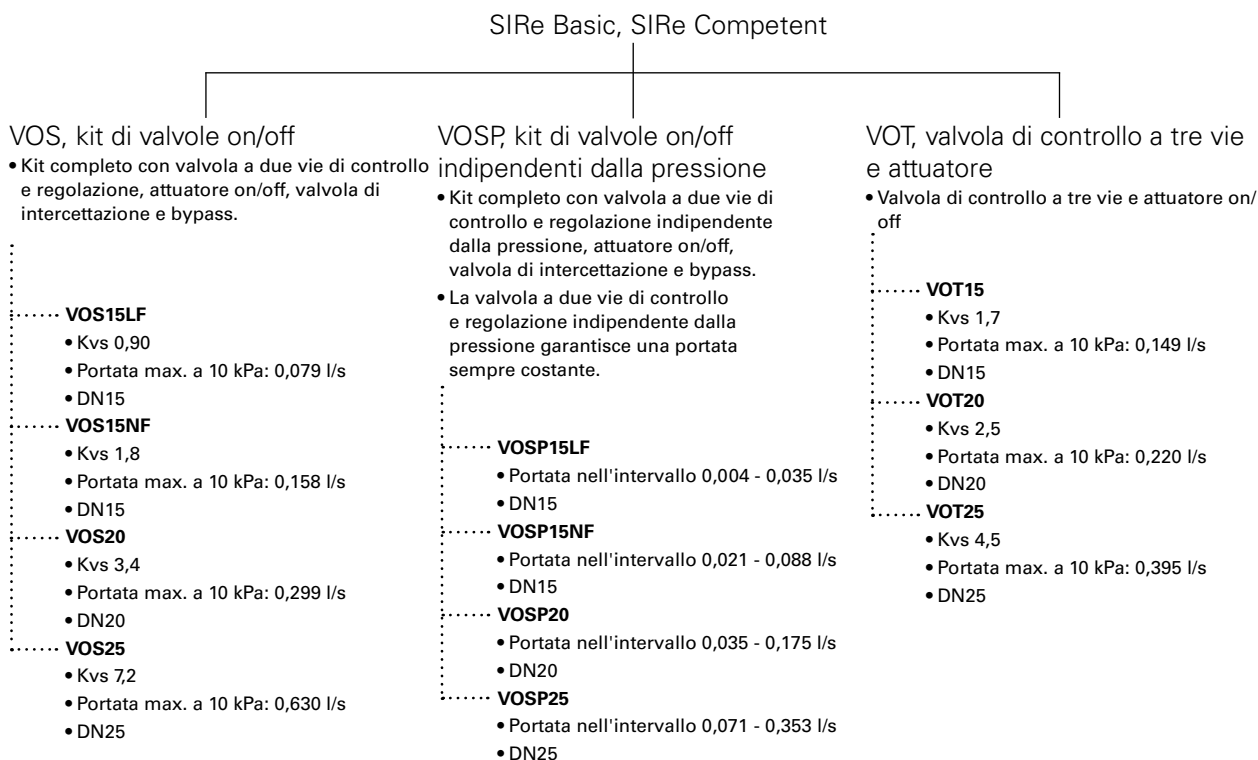 SIRe Basic, SIRe Competent
VOS, kit di valvole on/off
• Kit completo con valvola a due vie di controllo
e regolazione, attuatore on/off, valvola di
intercettazione e bypass.
VOS15LF
• Kvs 0,90
• Portata max. a 10 kPa: 0,079 l/s
• DN15
VOS15NF
• Kvs 1,8
• Portata max. a 10 kPa: 0,158 l/s
• DN15
VOS20
• Kvs 3,4
• Portata max. a 10 kPa: 0,299 l/s
• DN20
VOS25
• Kvs 7,2
• Portata max. a 10 kPa: 0,630 l/s
• DN25
VOSP, kit di valvole on/off
indipendenti dalla pressione
• Kit completo con valvola a due vie di
controllo e regolazione indipendente
dalla pressione, attuatore on/off,
valvola di intercettazione e bypass.
• La valvola a due vie di controllo
e regolazione indipendente dalla
pressione garantisce una portata
sempre costante.
VOSP15LF
• Portata nell'intervallo 0,004 - 0,035 l/s
• DN15
VOSP15NF
• Portata nell'intervallo 0,021 - 0,088 l/s
• DN15
VOSP20
• Portata nell'intervallo 0,035 - 0,175 l/s
• DN20
VOSP25
• Portata nell'intervallo 0,071 - 0,353 l/s
• DN25
VOT, valvola di controllo a tre vie
e attuatore
• Valvola di controllo a tre vie e attuatore on/
off
VOT15
• Kvs 1,7
• Portata max. a 10 kPa: 0,149 l/s
• DN15
VOT20
• Kvs 2,5
• Portata max. a 10 kPa: 0,220 l/s
• DN20
VOT25
• Kvs 4,5
• Portata max. a 10 kPa: 0,395 l/s
• DN25